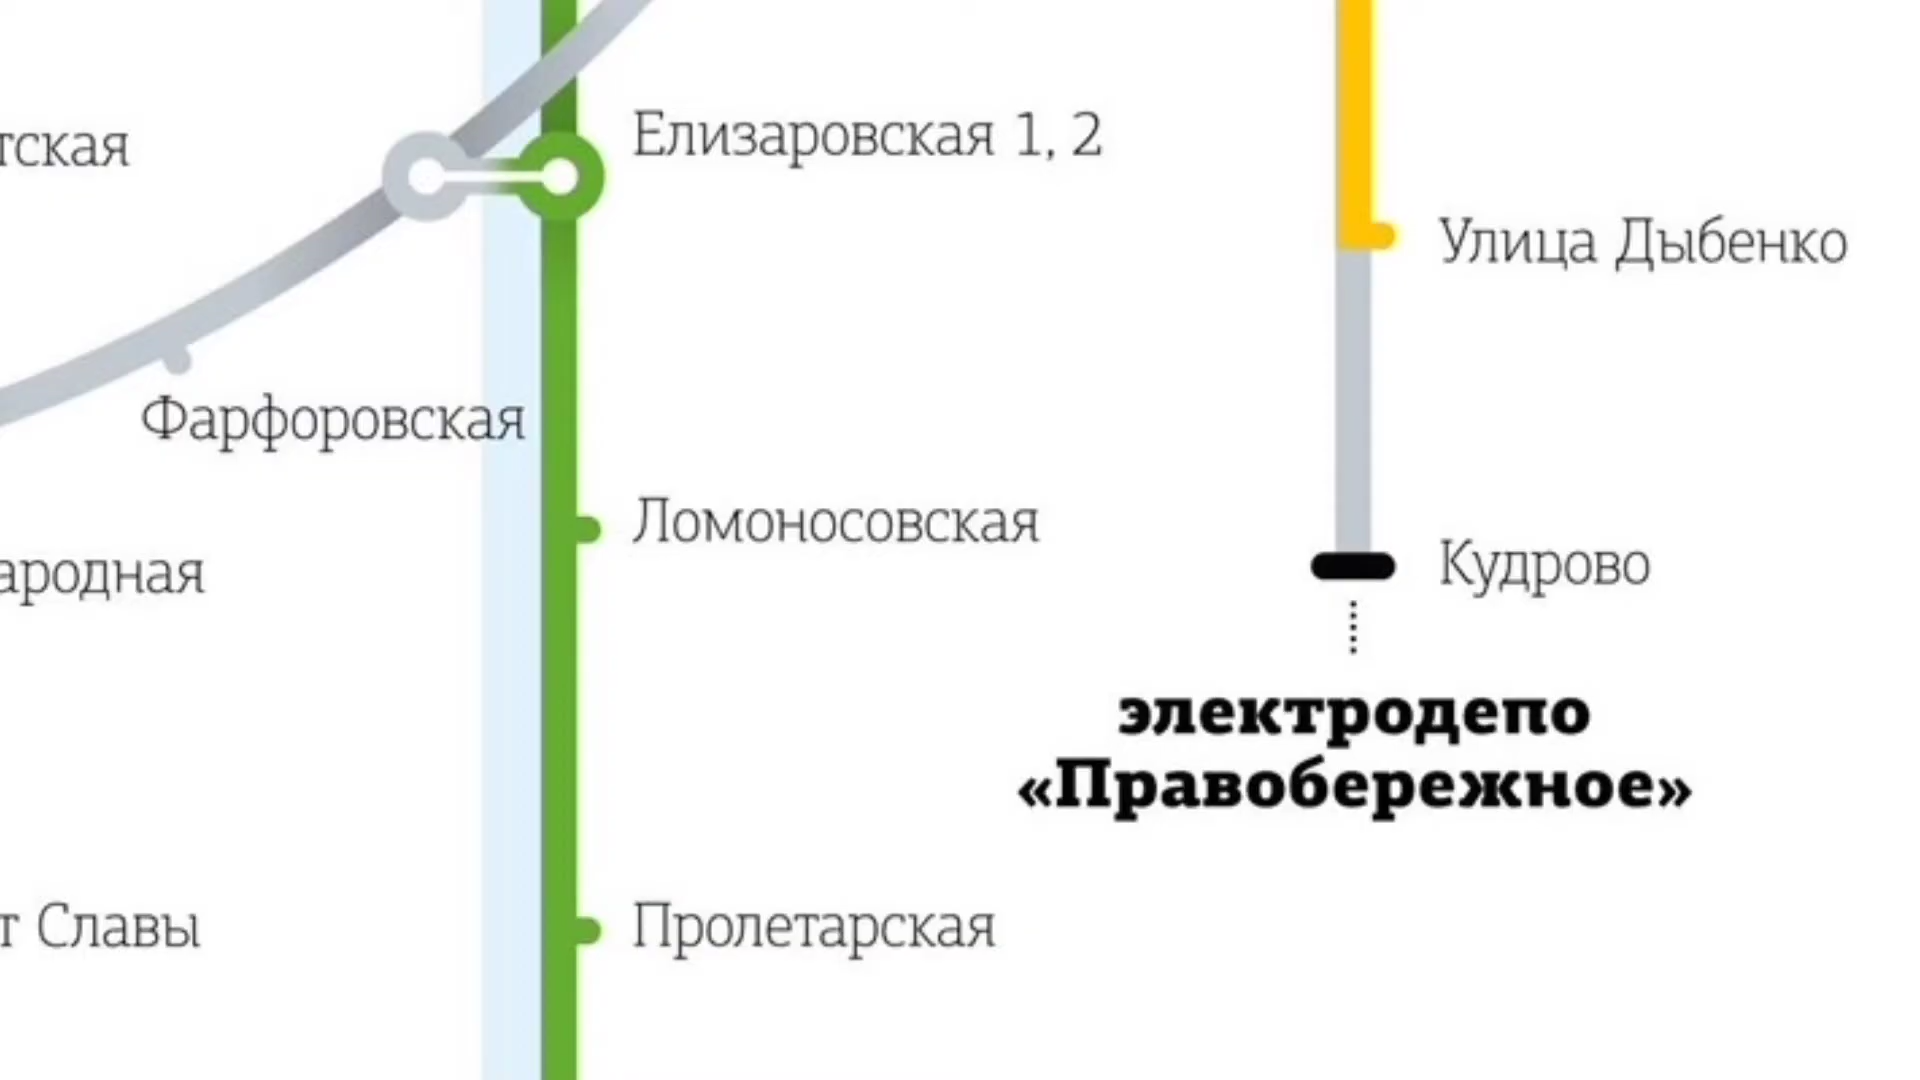 тская
Елизаровская 1, 2
Улица Дыбенко
Фарфоровская
Ломоносовская
Кудрово
ародная
электродепо
«Правобережное»
т Славы
Пролетарская